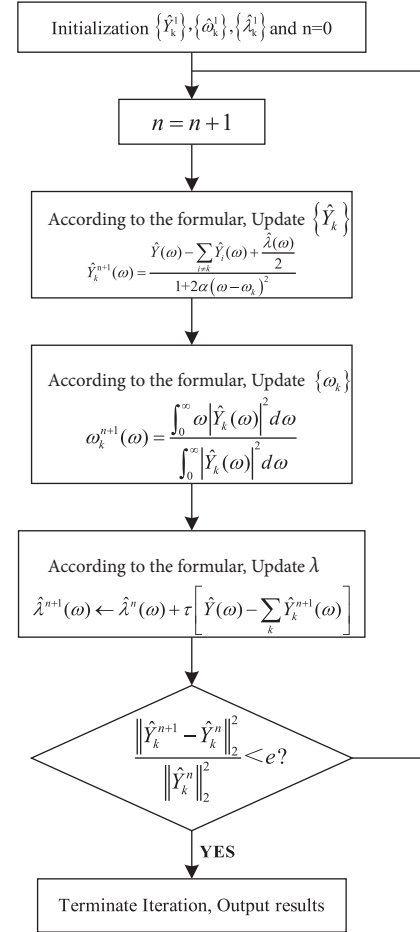 Initialization {Ŷ_k^1}, {ω̂_k^1}, {λ̂_k^1} and n=0
n = n+1
According to the formular, Update {Ŷ_k}
Ŷ_k^{n+1}(ω) = (Ŷ(ω) − ∑_{i≠k} Ŷ_i(ω) + λ̂(ω)/2) / (1+2α(ω−ω_k)^2)
According to the formular, Update {ω_k}
ω_k^{n+1}(ω) = ∫_0^∞ ω|Ŷ_k(ω)|^2 dω / ∫_0^∞ |Ŷ_k(ω)|^2 dω
According to the formular, Update λ
λ̂^{n+1}(ω) ← λ̂^n(ω) + τ[Ŷ(ω) − ∑_k Ŷ_k^{n+1}(ω)]
‖Ŷ_k^{n+1} − Ŷ_k^n‖_2^2 / ‖Ŷ_k^n‖_2^2 < e?
YES
Terminate Iteration, Output results